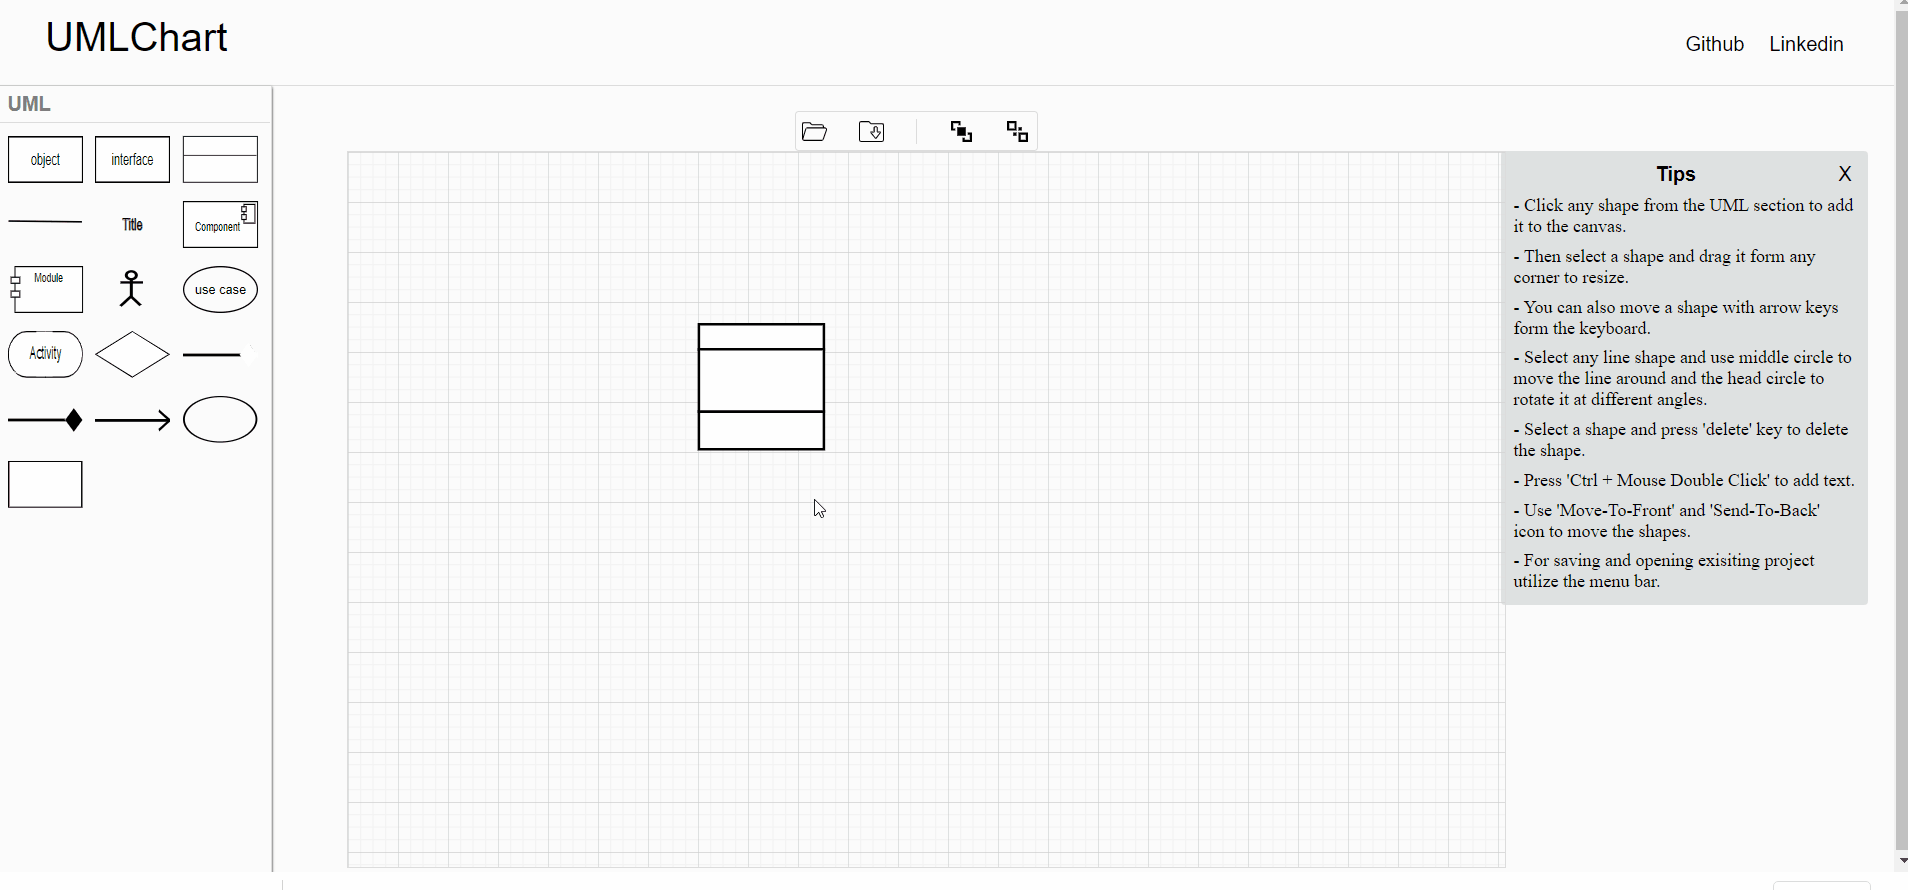 UMLChart
Github Linkedin
UML
object interface
Title
Component
Module
use case
Activity
Tips X
- Click any shape from the UML section to add
it to the canvas.
- Then select a shape and drag it form any
corner to resize.
- You can also move a shape with arrow keys
form the keyboard.
- Select any line shape and use middle circle to
move the line around and the head circle to
rotate it at different angles.
- Select a shape and press 'delete' key to delete
the shape.
- Press 'Ctrl + Mouse Double Click' to add text.
- Use 'Move-To-Front' and 'Send-To-Back'
icon to move the shapes.
- For saving and opening exisiting project
utilize the menu bar.